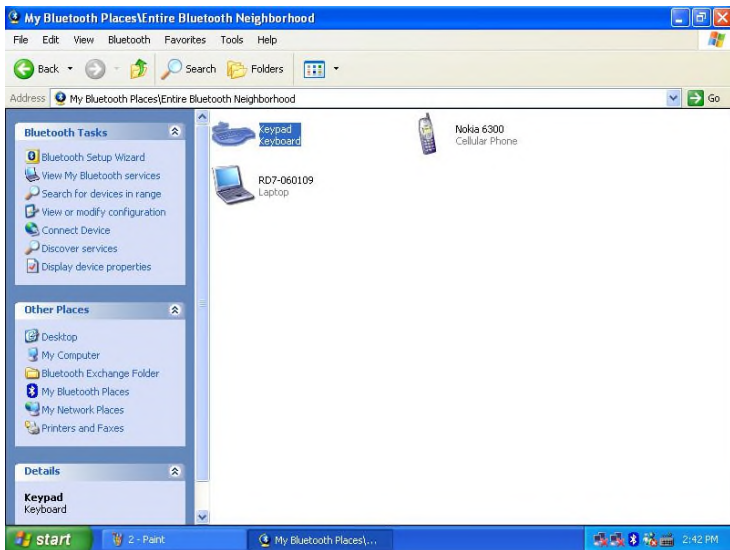 My Bluetooth Places\Entire Bluetooth Neighborhood
File Edit View Bluetooth Favorites Tools Help
Back Search Folders
Address My Bluetooth Places\Entire Bluetooth Neighborhood Go
Bluetooth Tasks
Bluetooth Setup Wizard
View My Bluetooth services
Search for devices in range
View or modify configuration
Connect Device
Discover services
Display device properties
Other Places
Desktop
My Computer
Bluetooth Exchange Folder
My Bluetooth Places
My Network Places
Printers and Faxes
Details
Keypad
Keyboard
Keypad
Keyboard
Nokia 6300
Cellular Phone
RD7-060109
Laptop
start 2 - Paint My Bluetooth Places\... 2:42 PM